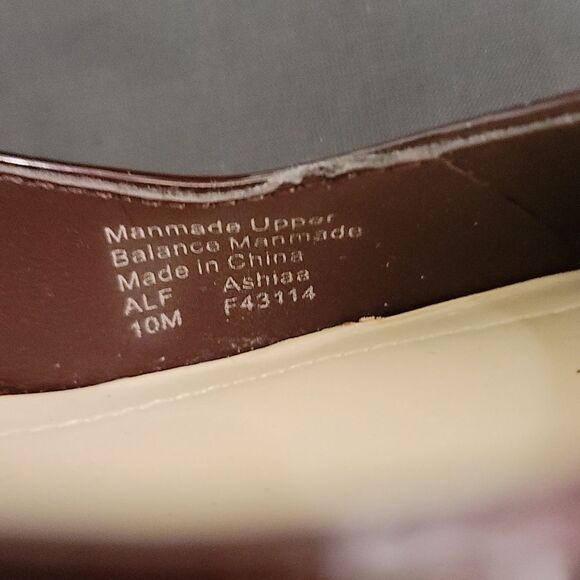 Manmade Upper
Balance Manmade
Made in China
ALF Ashiaa
10M F43114